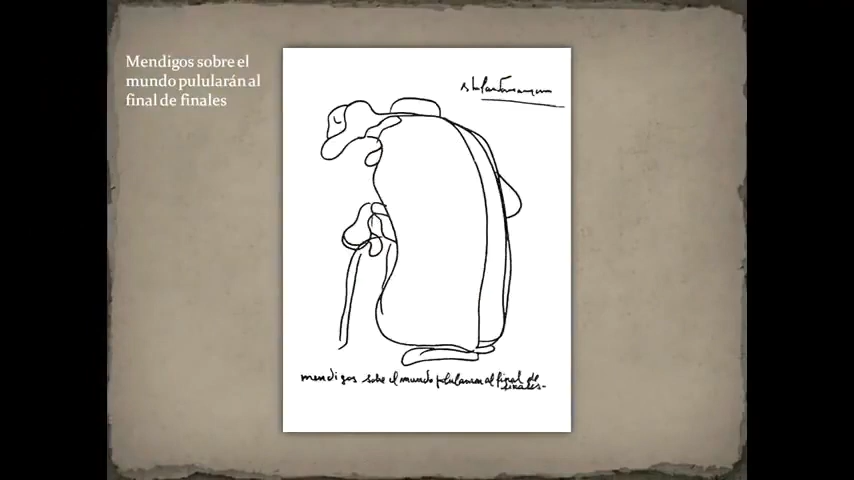 Mendigos sobre el
mundo pulularán al
final de finales
mendigos sobre el mundo pulularan al final de
finales-